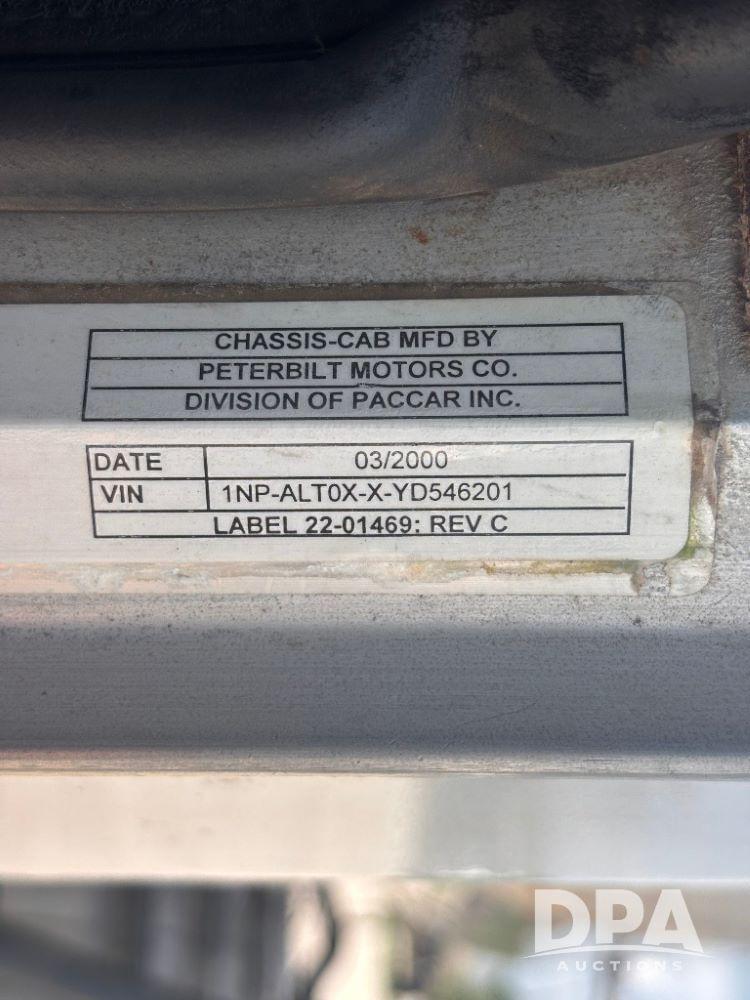 CHASSIS-CAB MFD BY
PETERBILT MOTORS CO.
DIVISION OF PACCAR INC.
DATE 03/2000
VIN 1NP-ALT0X-X-YD546201
LABEL 22-01469: REV C
DPA
AUCTIONS